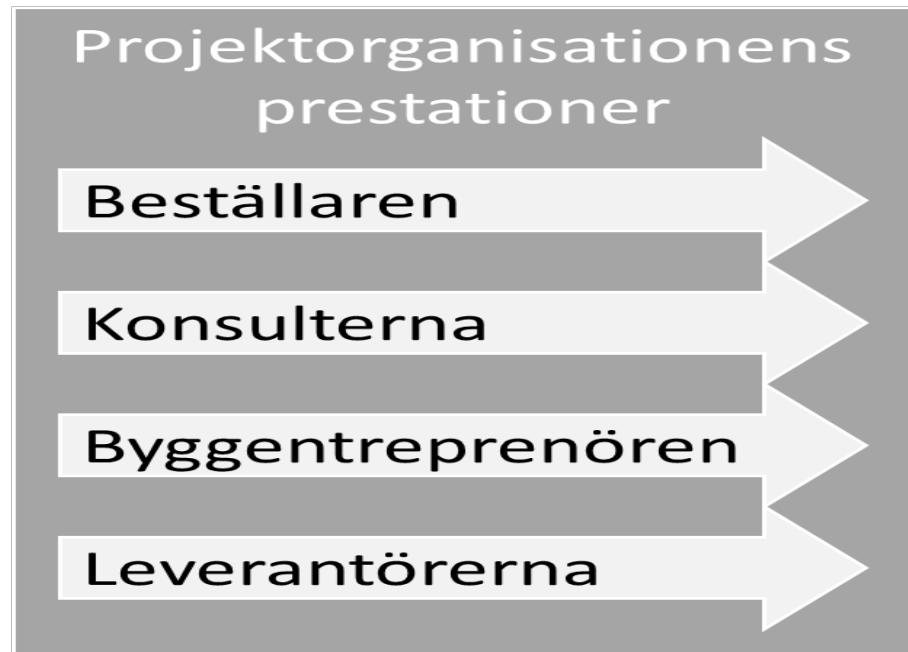 Projektorganisationens
prestationer
Beställaren
Konsulterna
Byggentreprenören
Leverantörerna